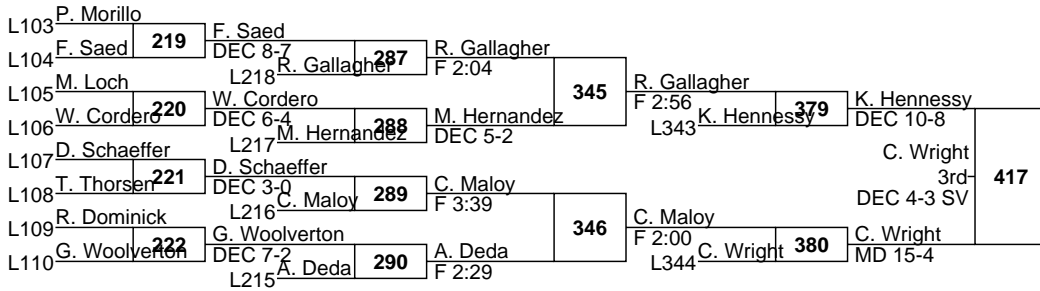 P. Morillo
L103
219
F. Saed
F. Saed
DEC 8-7
L104
287
R. Gallagher
R. Gallagher
F 2:04
L218
M. Loch
L105
345
R. Gallagher
F 2:56
220
W. Cordero
W. Cordero
DEC 6-4
L106
288
M. Hernandez
M. Hernandez
DEC 5-2
L217
379
K. Hennessy
K. Hennessy
DEC 10-8
L343
D. Schaeffer
L107
221
D. Schaeffer
T. Thorsen
DEC 3-0
L108
289
C. Maloy
C. Maloy
F 3:39
L216
C. Wright
3rd
DEC 4-3 SV
417
R. Dominick
L109
346
C. Maloy
F 2:00
222
G. Woolverton
G. Woolverton
DEC 7-2
L110
290
A. Deda
A. Deda
F 2:29
L215
380
C. Wright
C. Wright
MD 15-4
L344